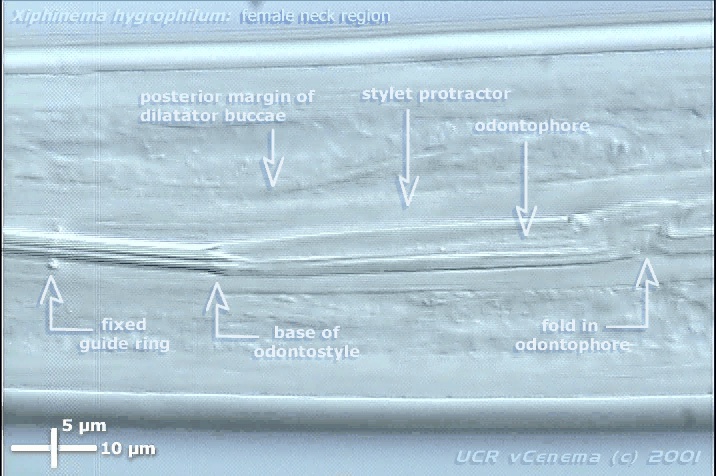 Xiphinema hygrophilum: female neck region
posterior margin of
dilatator buccae
stylet protractor
odontophore
fixed
guide ring
base of
odontostyle
fold in
odontophore
5 µm
10 µm
UCR vCenema (c) 2001